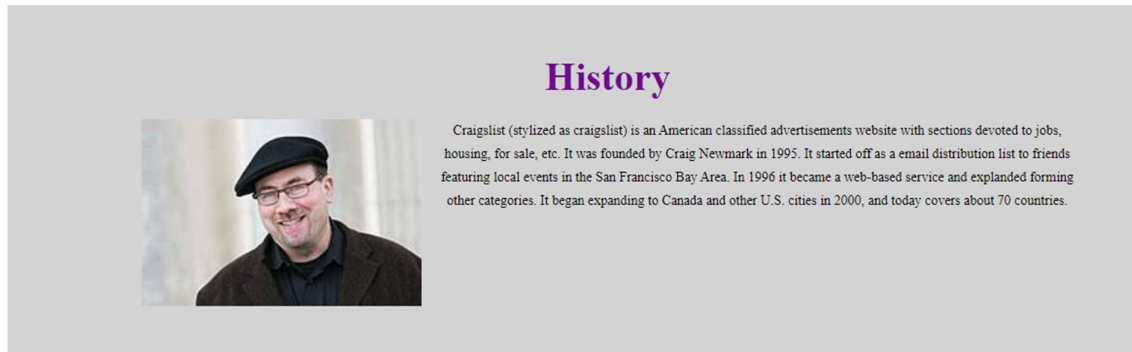 History
Craigslist (stylized as craigslist) is an American classified advertisements website with sections devoted to jobs,
housing, for sale, etc. It was founded by Craig Newmark in 1995. It started off as a email distribution list to friends
featuring local events in the San Francisco Bay Area. In 1996 it became a web-based service and explanded forming
other categories. It began expanding to Canada and other U.S. cities in 2000, and today covers about 70 countries.